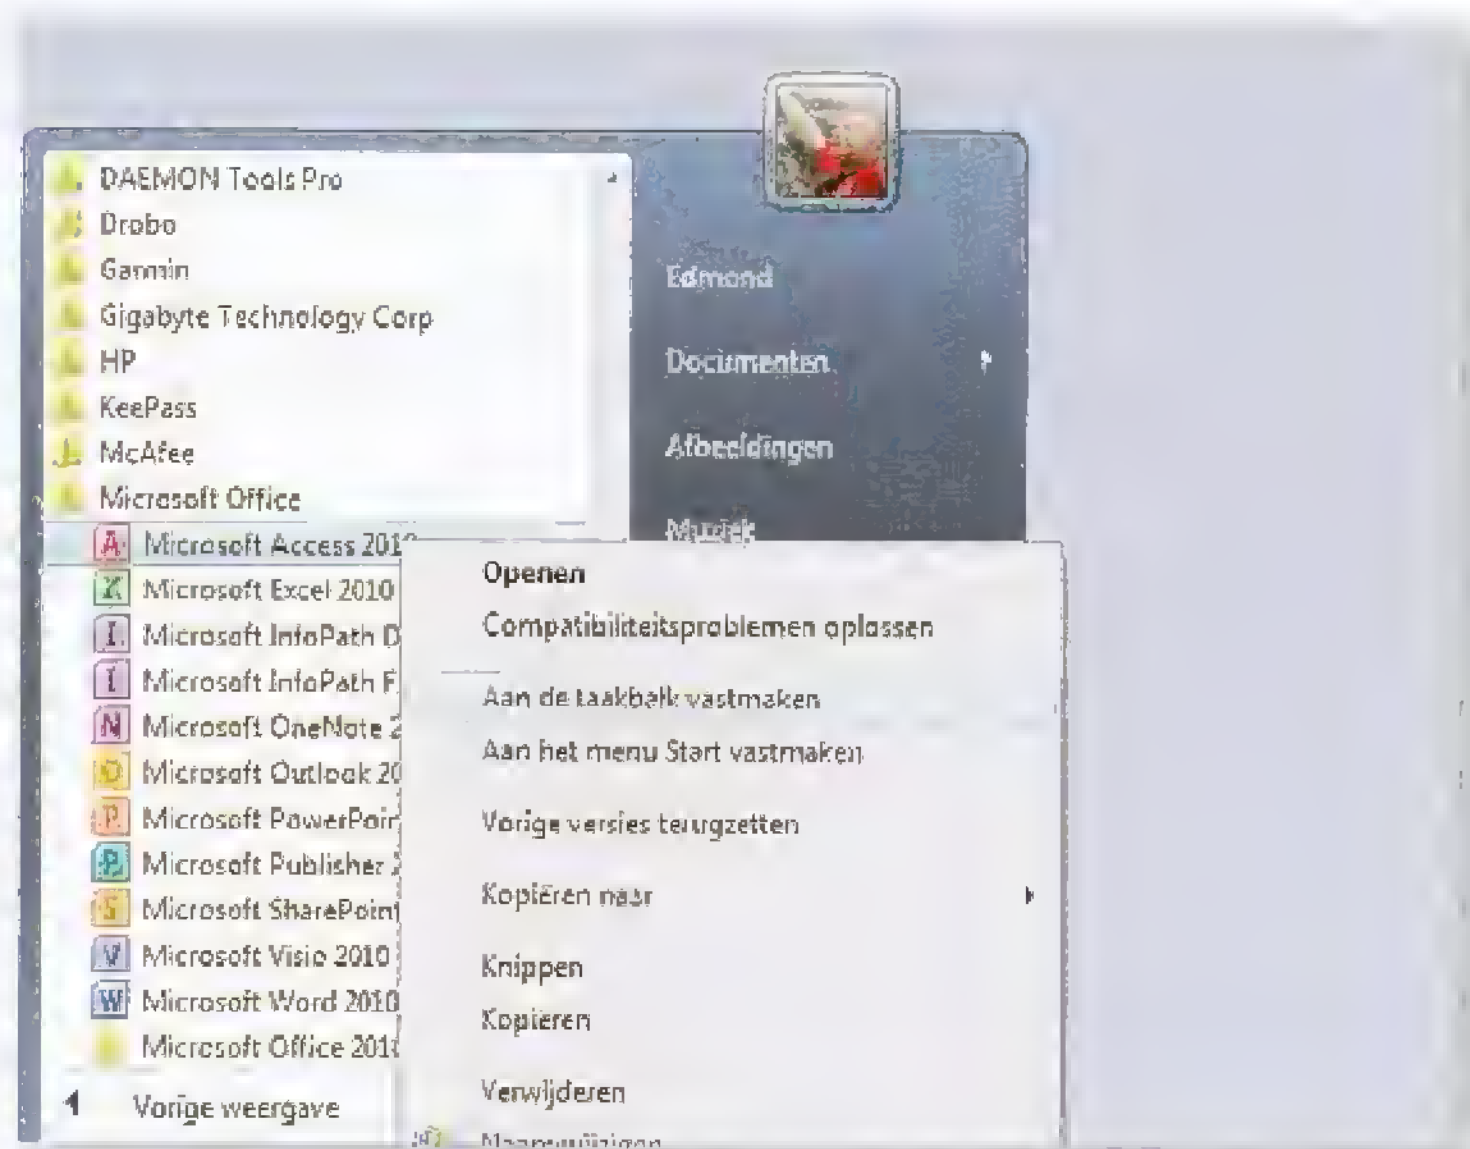 DAEMON Tools Pro
Drobo
Garmin
Gigabyte Technology Corp
HP
KeePass
McAfee
Microsoft Office
Microsoft Access 2010
Microsoft Excel 2010
Microsoft InfoPath D
Microsoft InfoPath F
Microsoft OneNote 2
Microsoft Outlook 20
Microsoft PowerPoin
Microsoft Publisher
Microsoft SharePoint
Microsoft Visio 2010
Microsoft Word 2010
Microsoft Office 201
Vorige weergave
Edmond
Documenten
Afbeeldingen
Muziek
Openen
Compatibiliteitsproblemen oplossen
Aan de taakbalk vastmaken
Aan het menu Start vastmaken
Vorige versies terugzetten
Kopiëren naar
Knippen
Kopiëren
Verwijderen